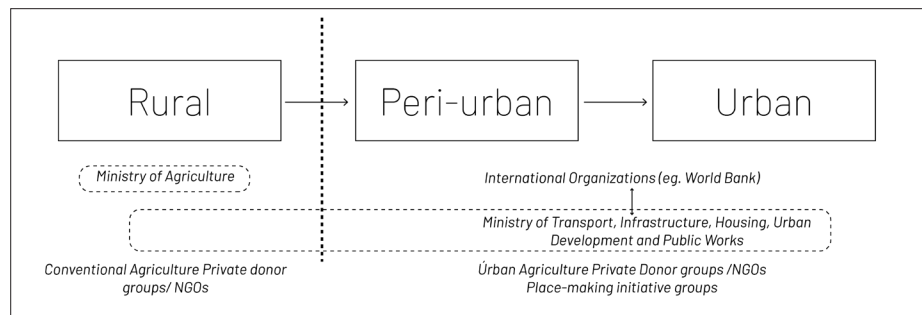 Rural
Peri-urban
Urban
Ministry of Agriculture
International Organizations (eg. World Bank)
Ministry of Transport, Infrastructure, Housing, Urban
Development and Public Works
Conventional Agriculture Private donor
groups/ NGOs
Úrban Agriculture Private Donor groups /NGOs
Place-making initiative groups